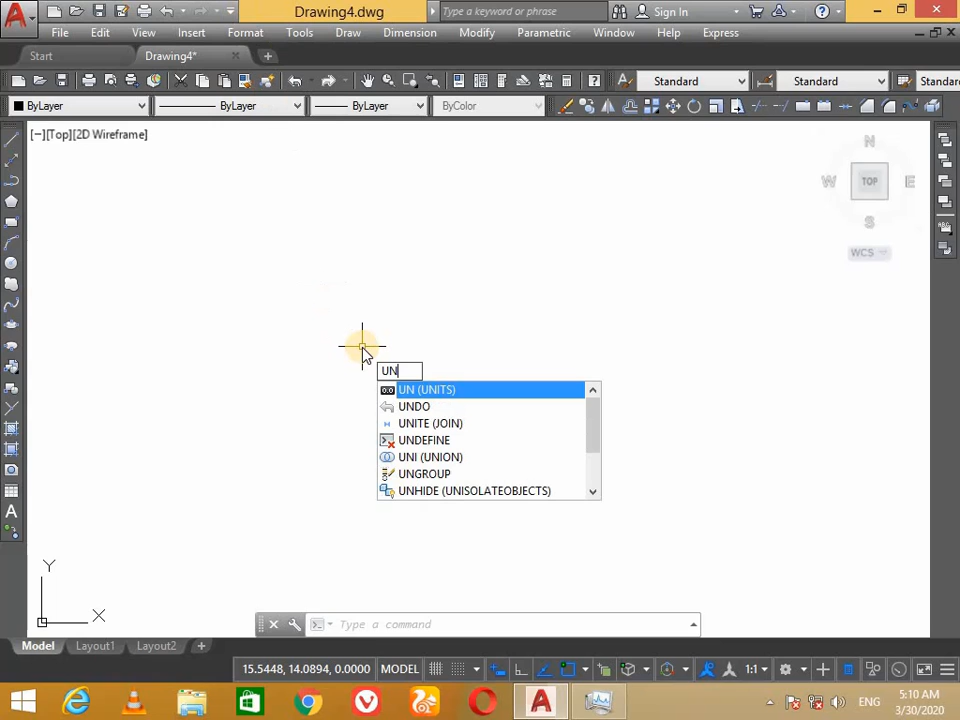 Drawing4.dwg
Type a keyword or phrase
Sign In
File Edit View Insert Format Tools Draw Dimension Modify Parametric Window Help Express
Start
Drawing4*
Standard
Standard
Standard
ByLayer
ByLayer
ByLayer
ByColor
[−][Top][2D Wireframe]
N
W
TOP
E
S
WCS
UN
UN (UNITS)
UNDO
UNITE (JOIN)
UNDEFINE
UNI (UNION)
UNGROUP
UNHIDE (UNISOLATEOBJECTS)
Y
X
Type a command
Model
Layout1
Layout2
15.5448, 14.0894, 0.0000
MODEL
1:1
ENG
5:10 AM
3/30/2020